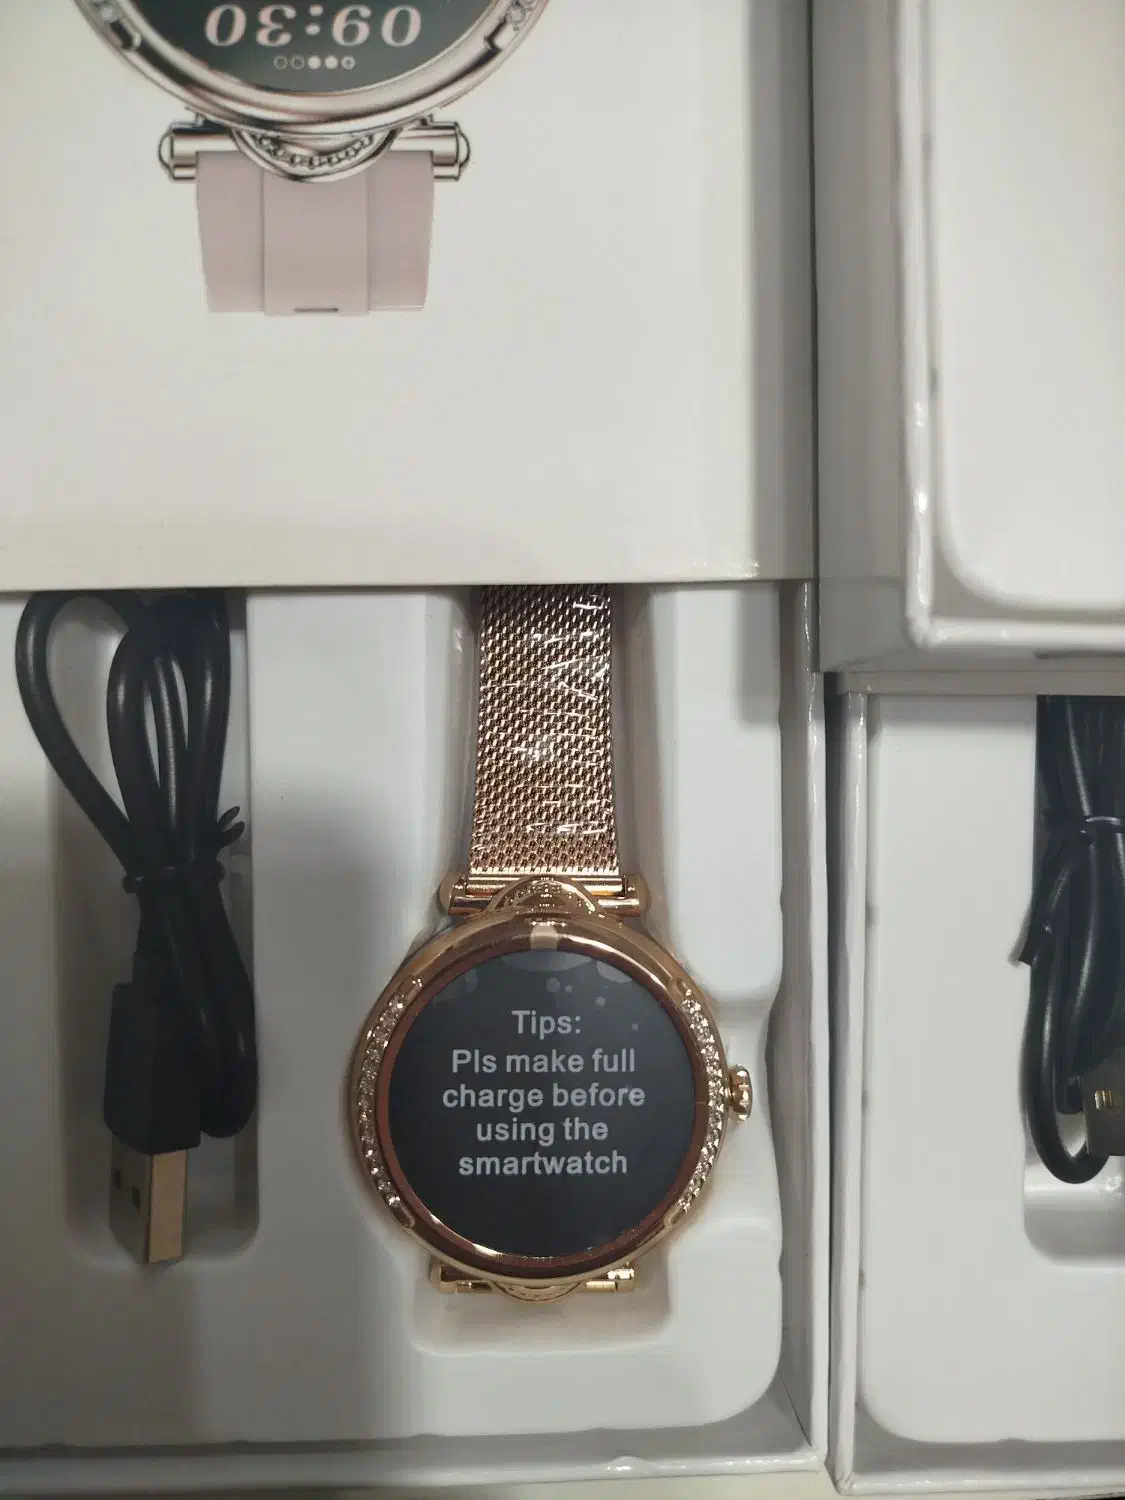 09:30
Tips:
Pls make full
charge before
using the
smartwatch